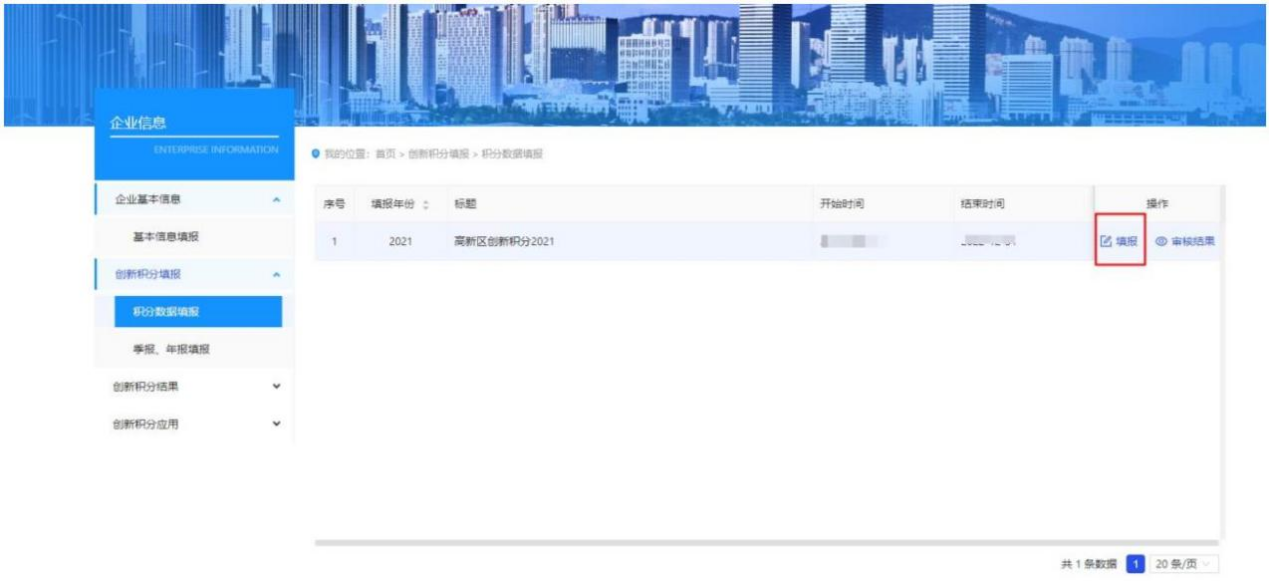 企业信息
ENTERPRISE INFORMATION
我的位置：首页 > 创新积分填报 > 积分数据填报
企业基本信息
基本信息填报
创新积分填报
积分数据填报
季报、年报填报
创新积分结果
创新积分应用
序号 填报年份 标题 开始时间 结束时间 操作
1 2021 高新区创新积分2021 填报 审核结果
共 1 条数据 1 20 条/页